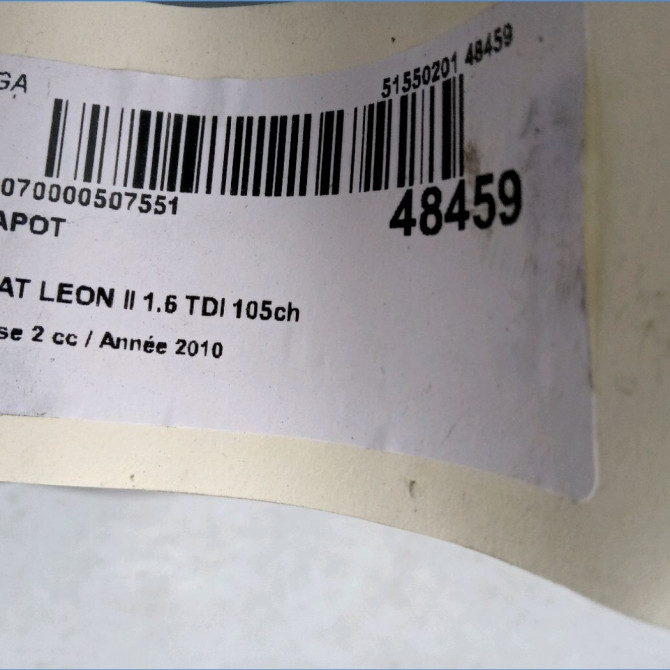 GA
51550201 48459
070000507551
48459
APOT
AT LEON II 1.6 TDI 105ch
se 2 cc / Année 2010